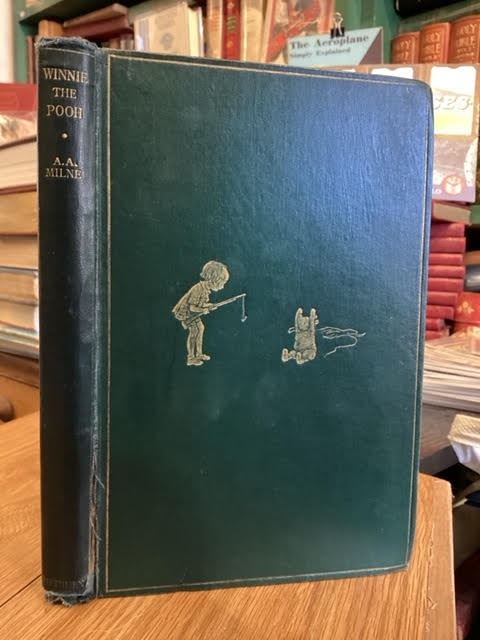 WINNIE
THE
POOH
A.A.
MILNE
The Aeroplane
Simply Explained